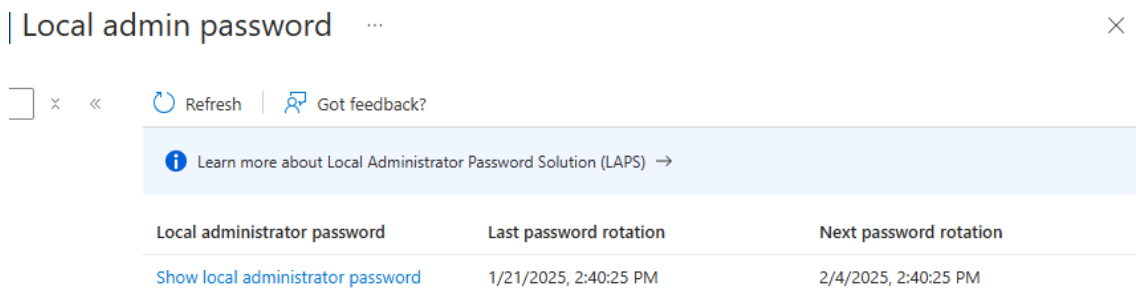 Local admin password ...
Refresh Got feedback?
Learn more about Local Administrator Password Solution (LAPS) →
Local administrator password Last password rotation Next password rotation
Show local administrator password 1/21/2025, 2:40:25 PM 2/4/2025, 2:40:25 PM